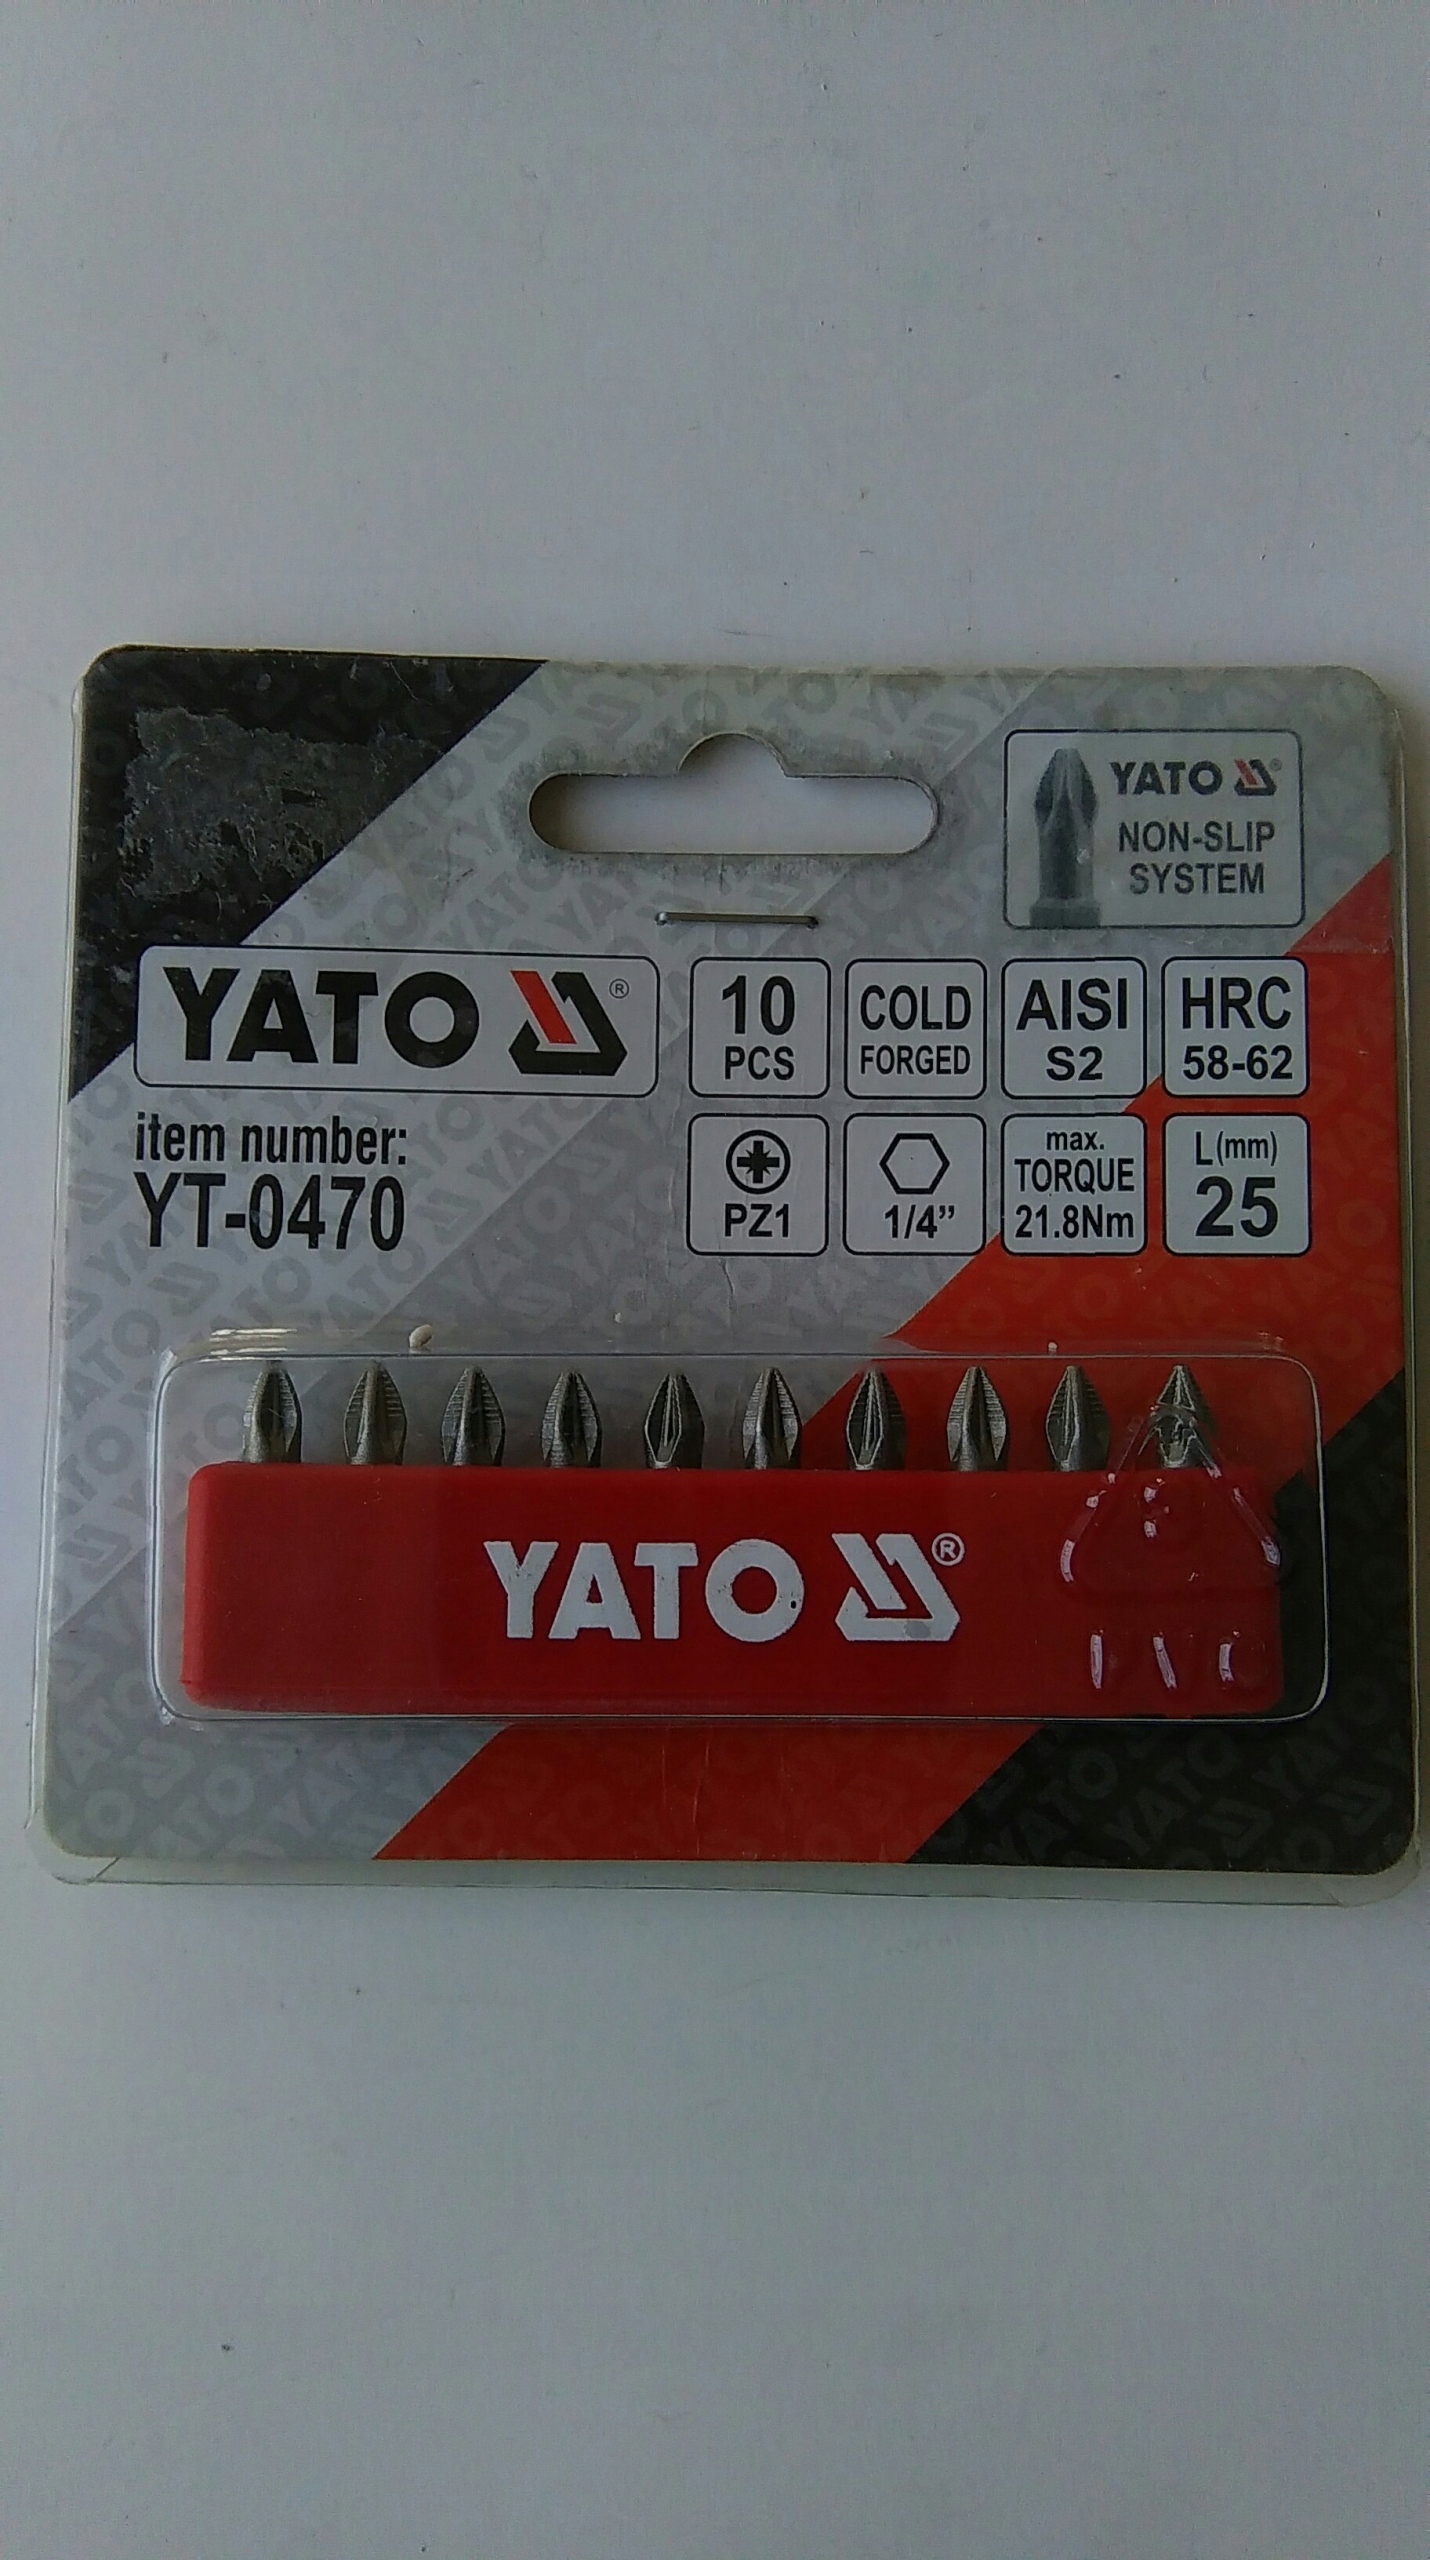 YATO ®
NON-SLIP
SYSTEM
YATO ®
10
PCS
COLD
FORGED
AISI
S2
HRC
58-62
item number:
YT-0470
PZ1
1/4”
max.
TORQUE
21.8Nm
L(mm)
25
YATO ®